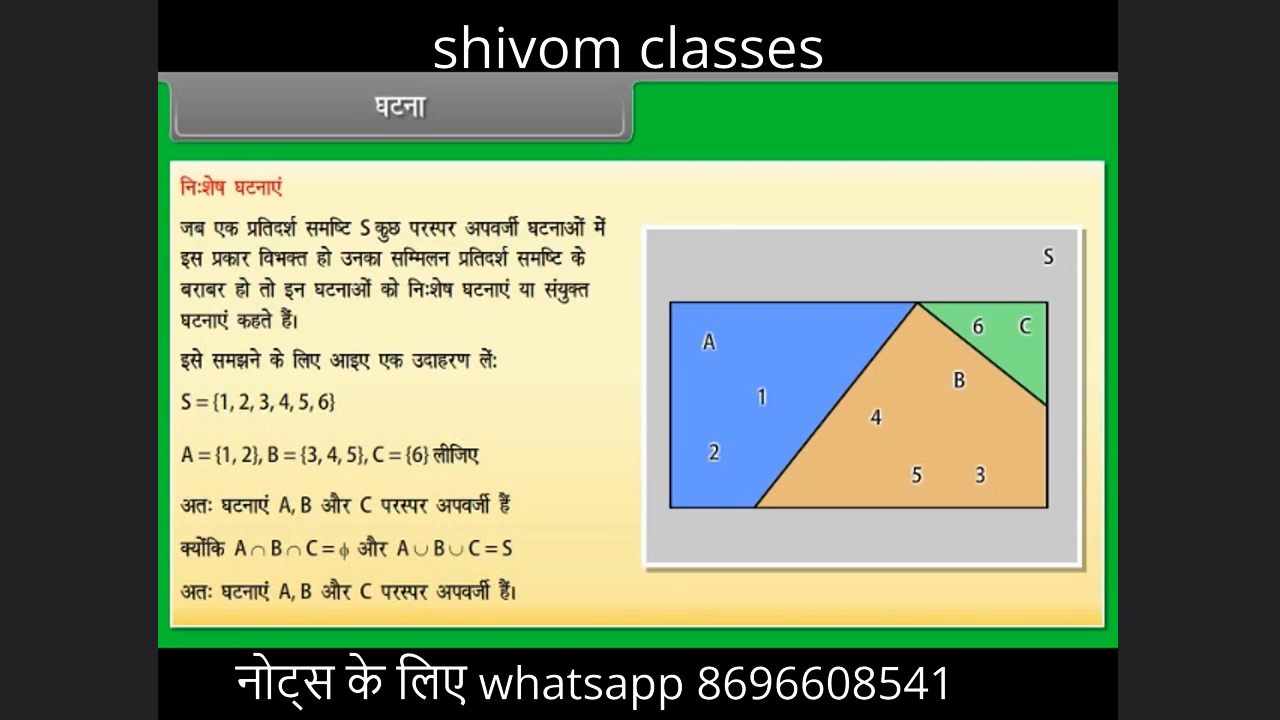 shivom classes
घटना
निःशेष घटनाएं
जब एक प्रतिदर्श समष्टि S कुछ परस्पर अपवर्जी घटनाओं में
इस प्रकार विभक्त हो उनका सम्मिलन प्रतिदर्श समष्टि के
बराबर हो तो इन घटनाओं को निःशेष घटनाएं या संयुक्त
घटनाएं कहते हैं।
इसे समझने के लिए आइए एक उदाहरण लें:
S = {1, 2, 3, 4, 5, 6}
A = {1, 2}, B = {3, 4, 5}, C = {6} लीजिए
अतः घटनाएं A, B और C परस्पर अपवर्जी हैं
क्योंकि A ∩ B ∩ C = ϕ और A ∪ B ∪ C = S
अतः घटनाएं A, B और C परस्पर अपवर्जी हैं।
S
6 C
A
B
1
4
2
5 3
नोट्स के लिए whatsapp 8696608541